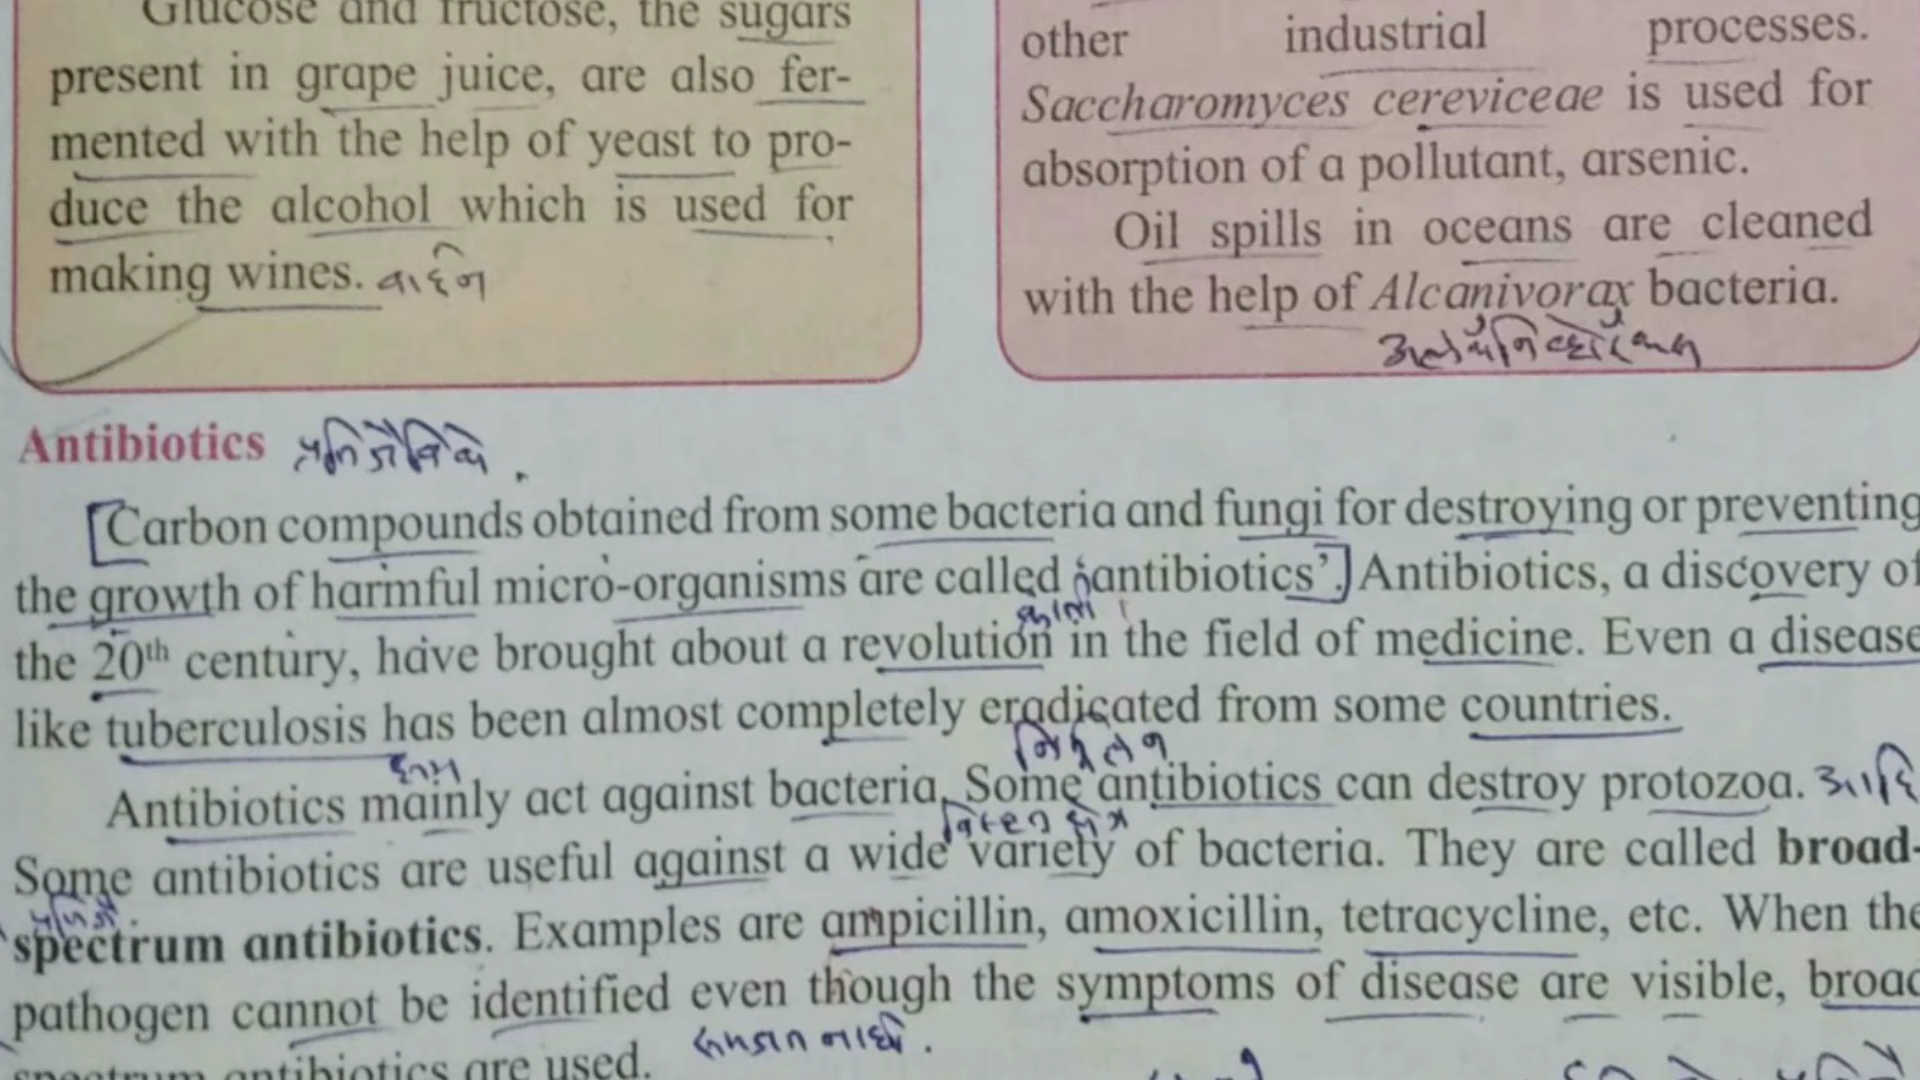 Glucose and fructose, the sugars
present in grape juice, are also fer-
mented with the help of yeast to pro-
duce the alcohol which is used for
making wines. वाईन
other industrial processes.
Saccharomyces cereviceae is used for
absorption of a pollutant, arsenic.
Oil spills in oceans are cleaned
with the help of Alcanivorax bacteria.
Antibiotics प्रतिजैविके
[Carbon compounds obtained from some bacteria and fungi for destroying or preventing
the growth of harmful micro-organisms are called 'antibiotics'.] Antibiotics, a discovery of
the 20th century, have brought about a revolution in the field of medicine. Even a disease
like tuberculosis has been almost completely eradicated from some countries.
Antibiotics mainly act against bacteria. Some antibiotics can destroy protozoa.
Some antibiotics are useful against a wide variety of bacteria. They are called broad-
spectrum antibiotics. Examples are ampicillin, amoxicillin, tetracycline, etc. When the
pathogen cannot be identified even though the symptoms of disease are visible, broad
spectrum antibiotics are used.